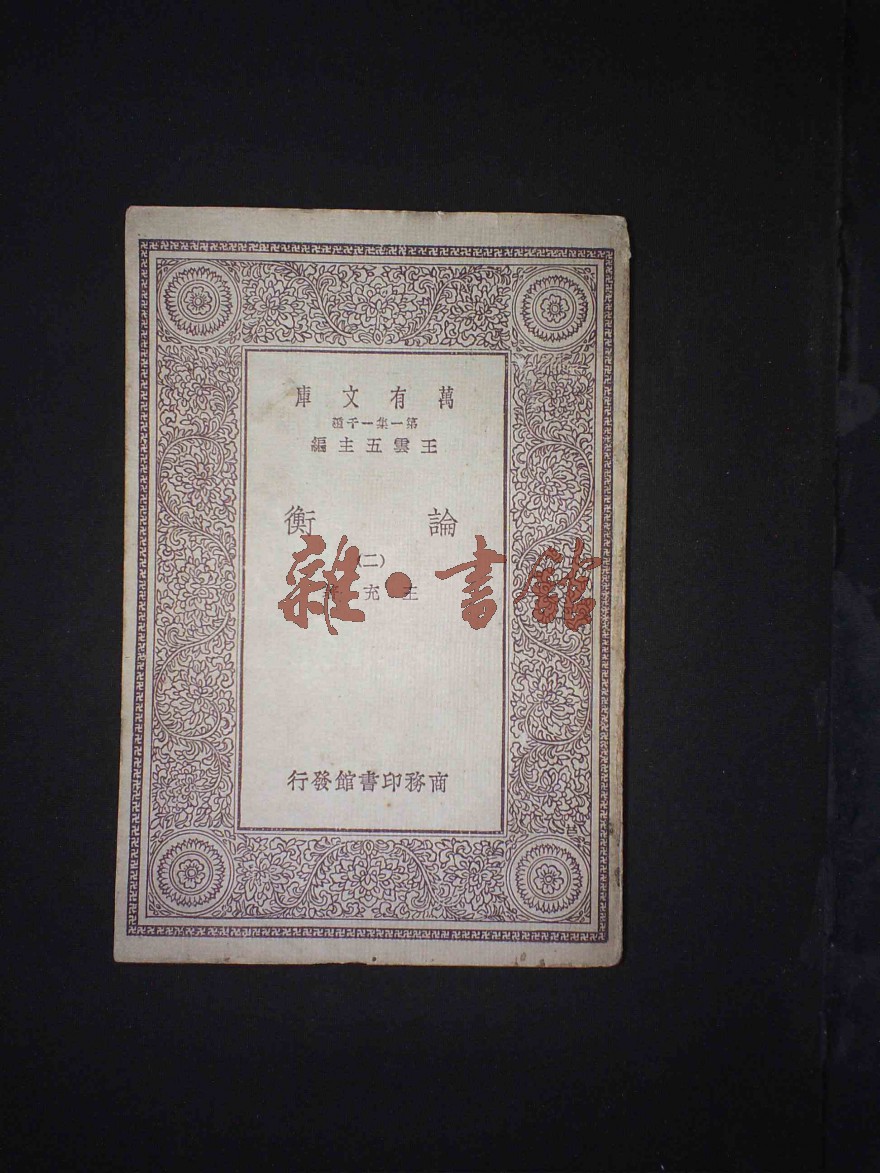 萬有文庫
第一集一千種
王雲五主編
論衡
(二)
王充著
雜·書館
商務印書館發行